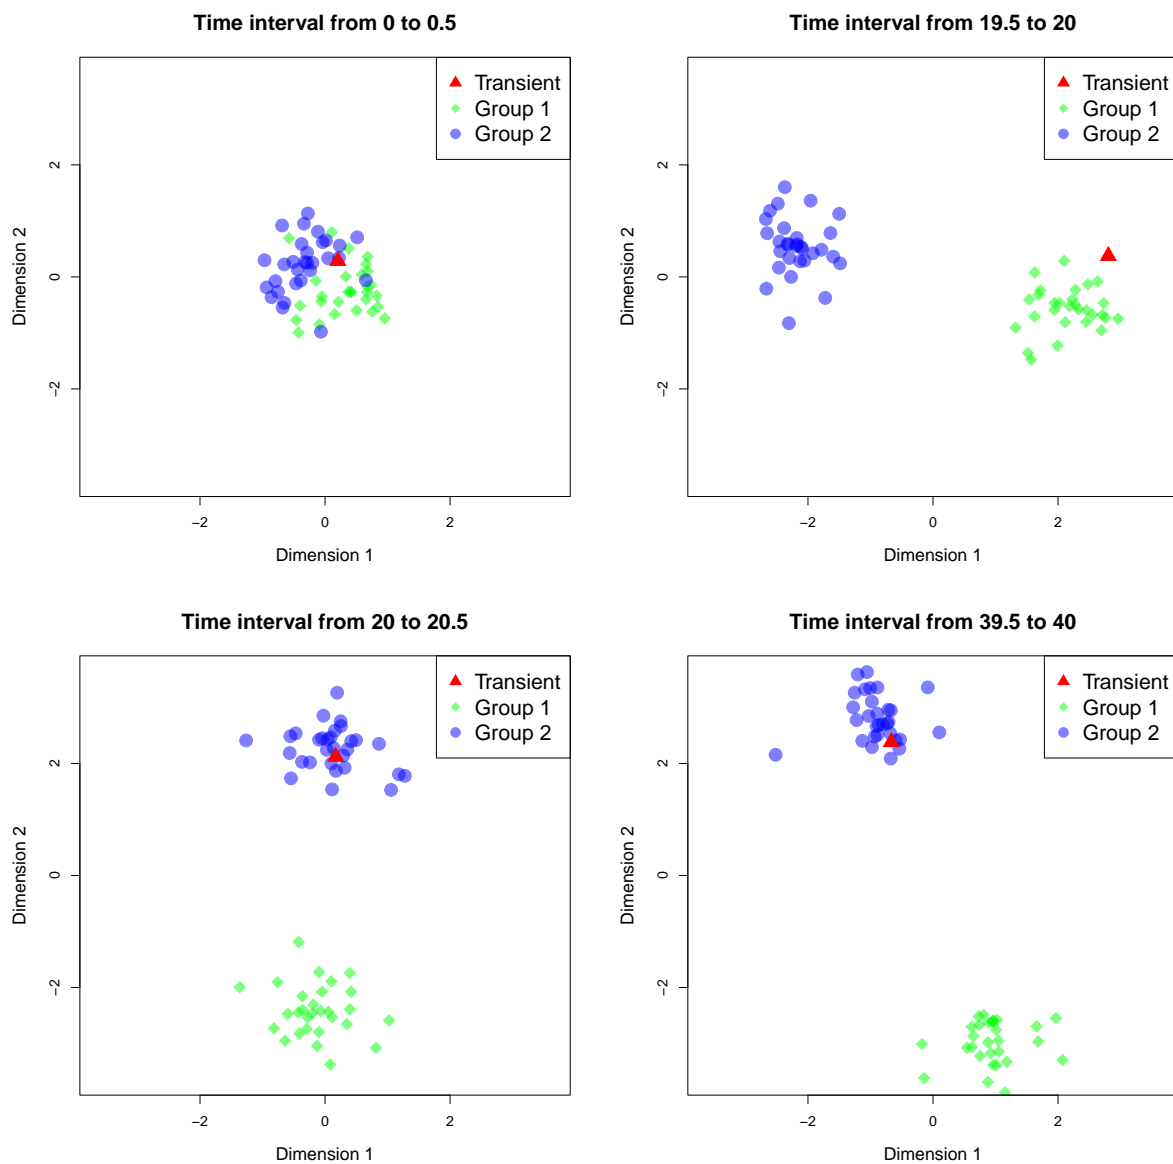 Time interval from 0 to 0.5
Transient
Group 1
Group 2
2
0
−2
Dimension 2
−2
0
2
Dimension 1
Time interval from 19.5 to 20
Transient
Group 1
Group 2
2
0
−2
Dimension 2
−2
0
2
Dimension 1
Time interval from 20 to 20.5
Transient
Group 1
Group 2
2
0
−2
Dimension 2
−2
0
2
Dimension 1
Time interval from 39.5 to 40
Transient
Group 1
Group 2
2
0
−2
Dimension 2
−2
0
2
Dimension 1